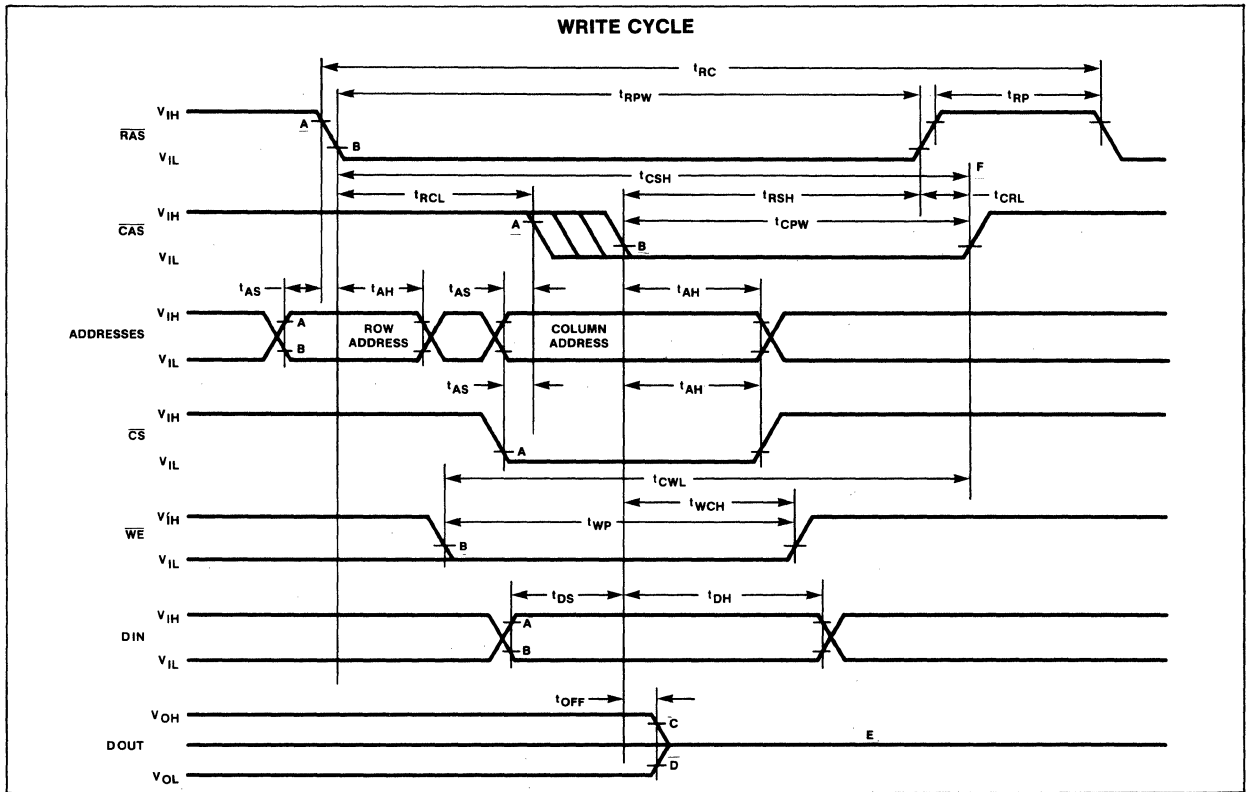 WRITE CYCLE
tRC
tRPW
tRP
VIH
RAS
VIL
A
B
tCSH
F
tRCL
tRSH
tCRL
VIH
CAS
VIL
A
B
tCPW
tAS
tAH
tAS
tAH
VIH
ADDRESSES
VIL
A
B
ROW
ADDRESS
COLUMN
ADDRESS
tAS
tAH
VIH
CS
VIL
A
tCWL
tWCH
tWP
VIH
WE
VIL
B
tDS
tDH
VIH
DIN
VIL
A
B
tOFF
VOH
DOUT
VOL
C
D
E